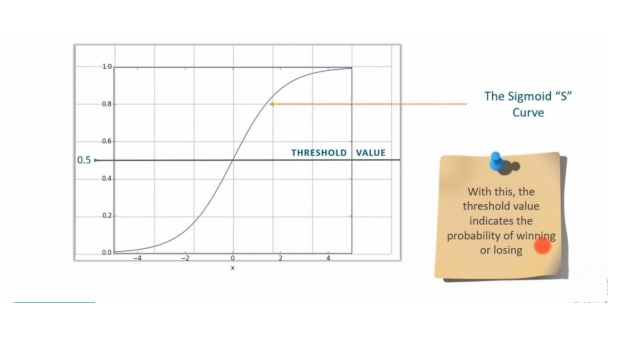 1.0
0.8
0.6
0.5
0.4
0.2
0.0
-4
-2
0
2
4
x
THRESHOLD VALUE
The Sigmoid “S”
Curve
With this, the
threshold value
indicates the
probability of winning
or losing